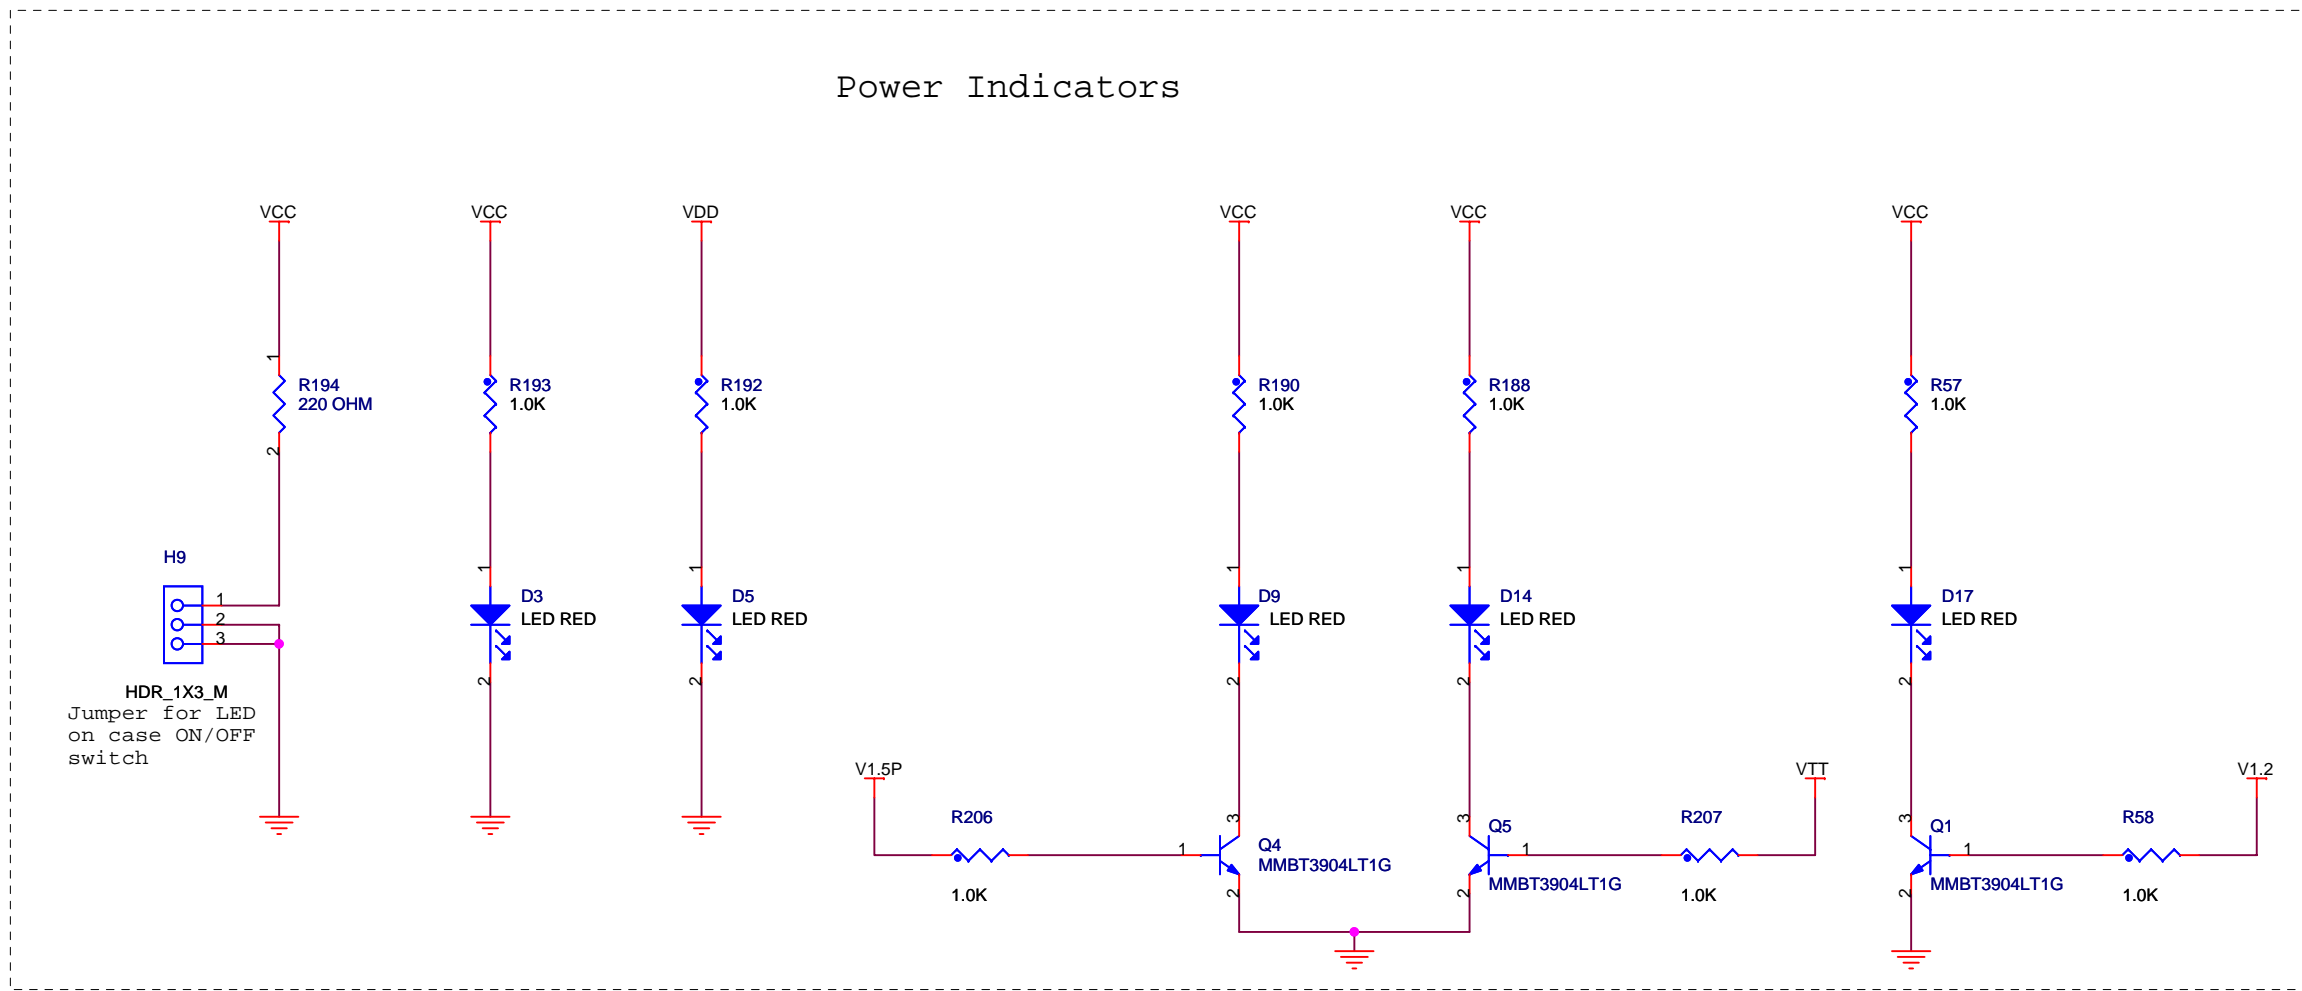 Power Indicators
VCC
VCC
VDD
VCC
VCC
VCC
1
R194
220 OHM
2
R193
1.0K
R192
1.0K
R190
1.0K
R188
1.0K
R57
1.0K
H9
1
2
3
HDR_1X3_M
Jumper for LED
on case ON/OFF
switch
1
D3
LED RED
2
1
D5
LED RED
2
1
D9
LED RED
2
1
D14
LED RED
2
1
D17
LED RED
2
V1.5P
R206
1.0K
1
3
Q4
MMBT3904LT1G
2
3
Q5
1
MMBT3904LT1G
2
VTT
R207
1.0K
3
Q1
1
MMBT3904LT1G
2
V1.2
R58
1.0K